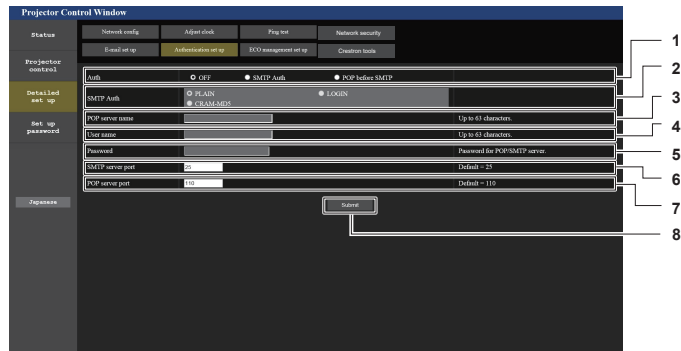 Projector Control Window
Status
Network config
Adjust clock
Ping test
Network security
E-mail set up
Authentication set up
ECO management set up
Crestron tools
Projector
control
Detailed
set up
Set up
password
Japanese
Auth
OFF
SMTP Auth
POP before SMTP
1
SMTP Auth
PLAIN
LOGIN
CRAM-MD5
2
POP server name
Up to 63 characters.
3
User name
Up to 63 characters.
4
Password
Password for POP/SMTP server.
5
SMTP server port
25
Default = 25
6
POP server port
110
Default = 110
7
Submit
8